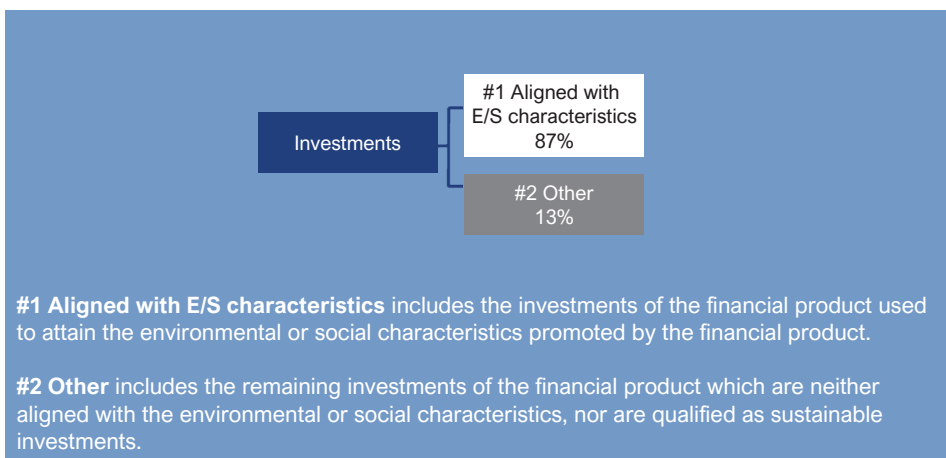 Investments
#1 Aligned with
E/S characteristics
87%
#2 Other
13%
#1 Aligned with E/S characteristics includes the investments of the financial product used
to attain the environmental or social characteristics promoted by the financial product.
#2 Other includes the remaining investments of the financial product which are neither
aligned with the environmental or social characteristics, nor are qualified as sustainable
investments.